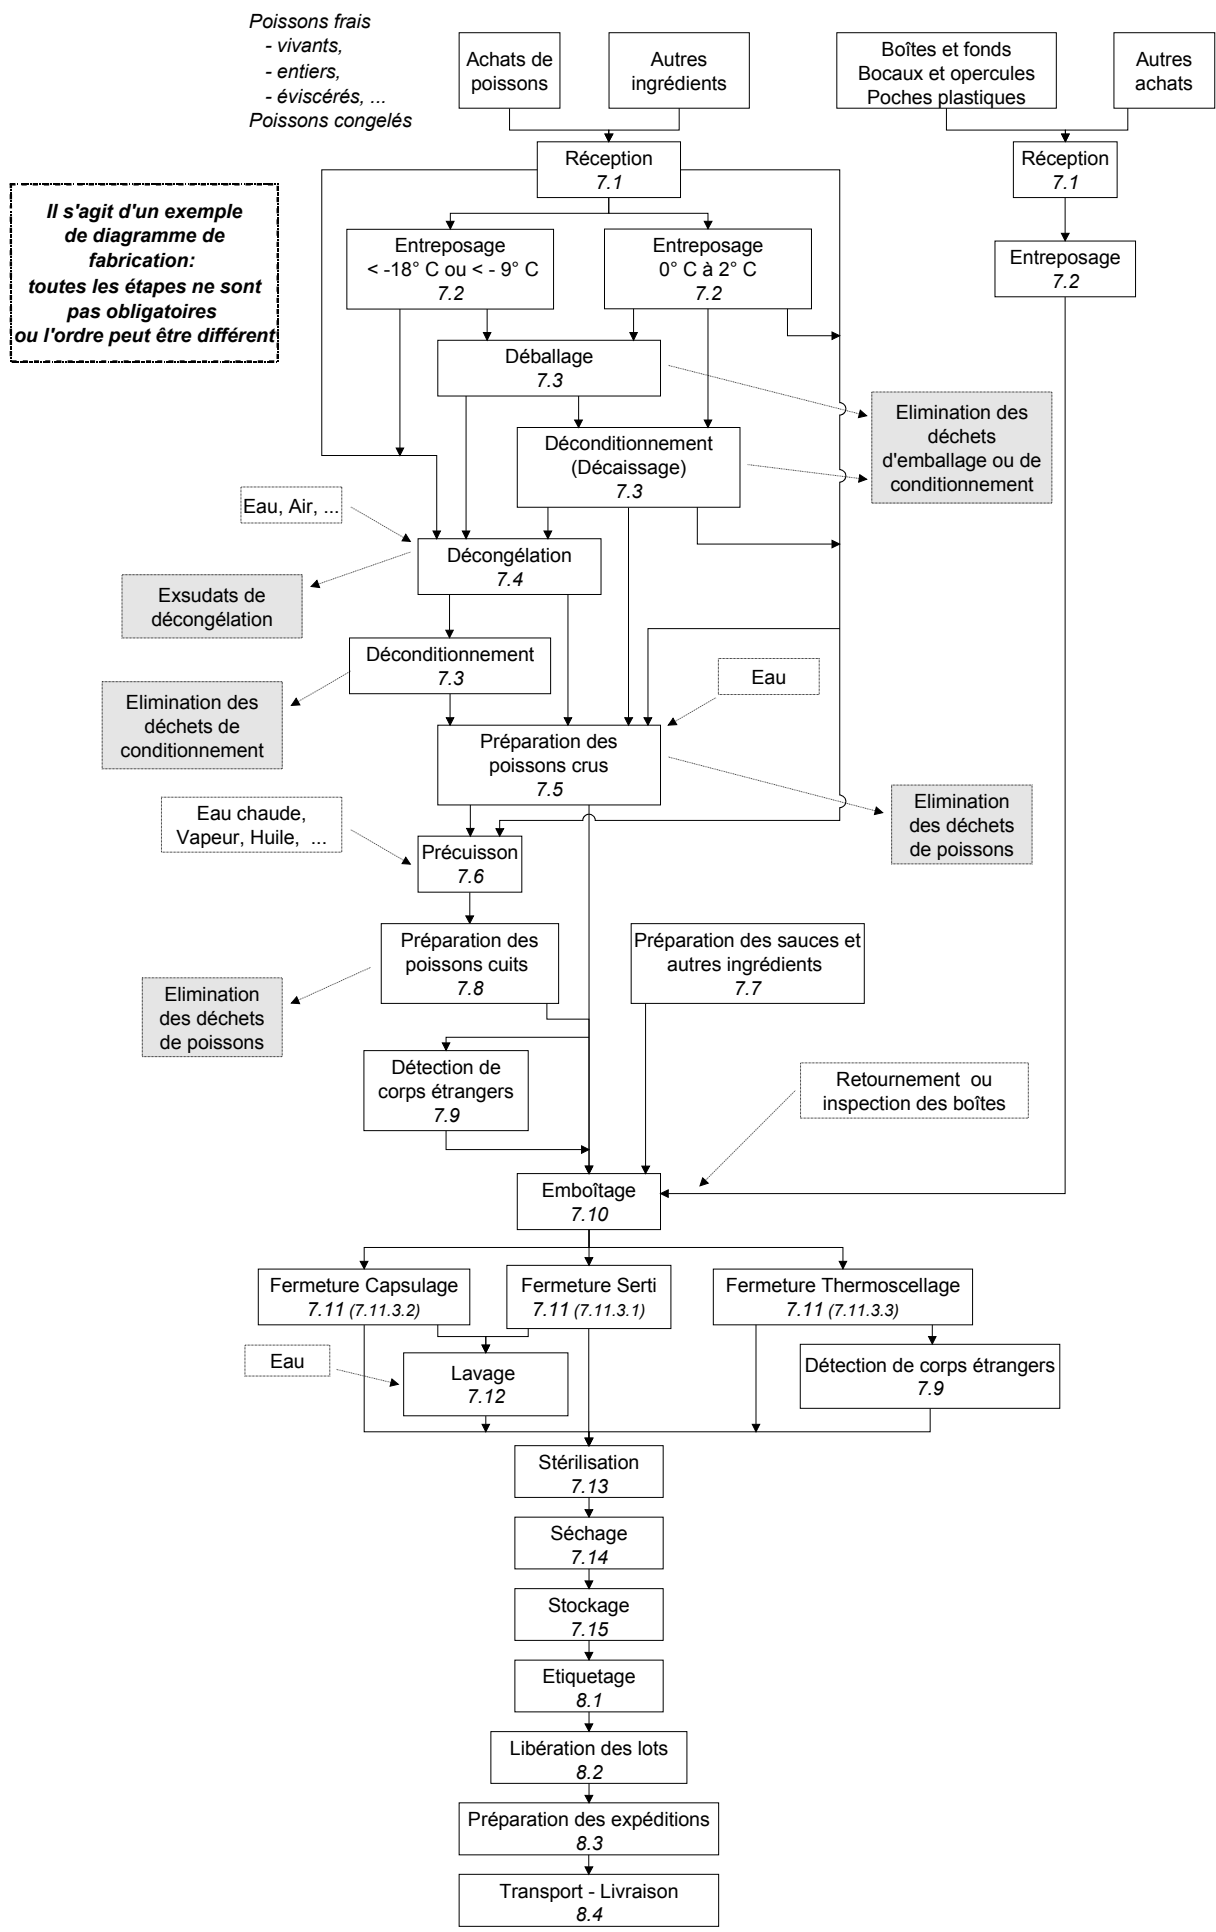 Poissons frais
- vivants,
- entiers,
- éviscérés, ...
Poissons congelés
Achats de
poissons
Autres
ingrédients
Boîtes et fonds
Bocaux et opercules
Poches plastiques
Autres
achats
Réception
7.1
Réception
7.1
Il s'agit d'un exemple
de diagramme de
fabrication:
toutes les étapes ne sont
pas obligatoires
ou l'ordre peut être différent
Entreposage
< -18° C ou < - 9° C
7.2
Entreposage
0° C à 2° C
7.2
Entreposage
7.2
Déballage
7.3
Elimination des
déchets
d'emballage ou de
conditionnement
Déconditionnement
(Décaissage)
7.3
Eau, Air, ...
Décongélation
7.4
Exsudats de
décongélation
Déconditionnement
7.3
Eau
Elimination des
déchets de
conditionnement
Préparation des
poissons crus
7.5
Elimination
des déchets
de poissons
Eau chaude,
Vapeur, Huile, ...
Précuisson
7.6
Préparation des
poissons cuits
7.8
Préparation des sauces et
autres ingrédients
7.7
Elimination
des déchets
de poissons
Détection de
corps étrangers
7.9
Retournement ou
inspection des boîtes
Emboîtage
7.10
Fermeture Capsulage
7.11 (7.11.3.2)
Fermeture Serti
7.11 (7.11.3.1)
Fermeture Thermoscellage
7.11 (7.11.3.3)
Eau
Lavage
7.12
Détection de corps étrangers
7.9
Stérilisation
7.13
Séchage
7.14
Stockage
7.15
Etiquetage
8.1
Libération des lots
8.2
Préparation des expéditions
8.3
Transport - Livraison
8.4